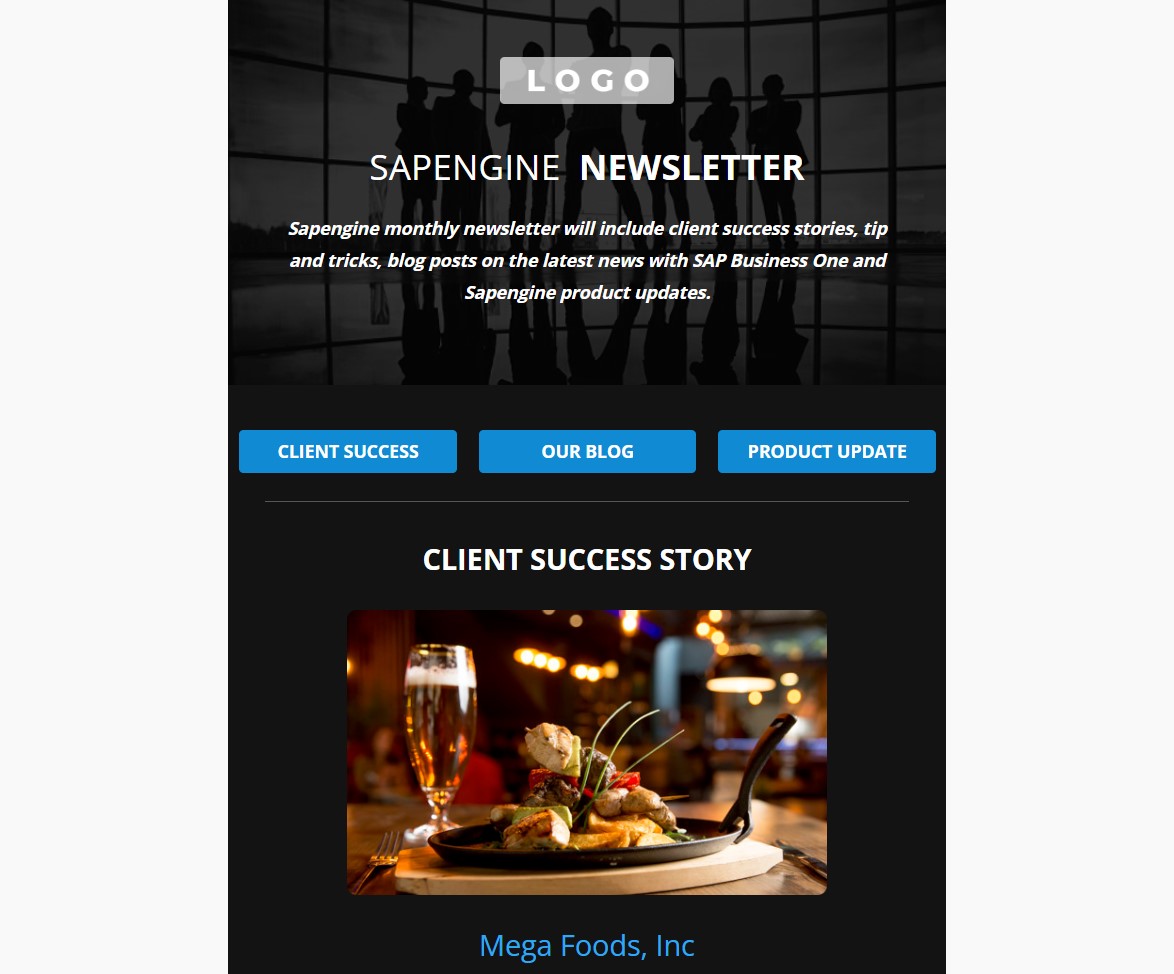 LOGO
SAPENGINE NEWSLETTER
Sapengine monthly newsletter will include client success stories, tip
and tricks, blog posts on the latest news with SAP Business One and
Sapengine product updates.
CLIENT SUCCESS
OUR BLOG
PRODUCT UPDATE
CLIENT SUCCESS STORY
Mega Foods, Inc